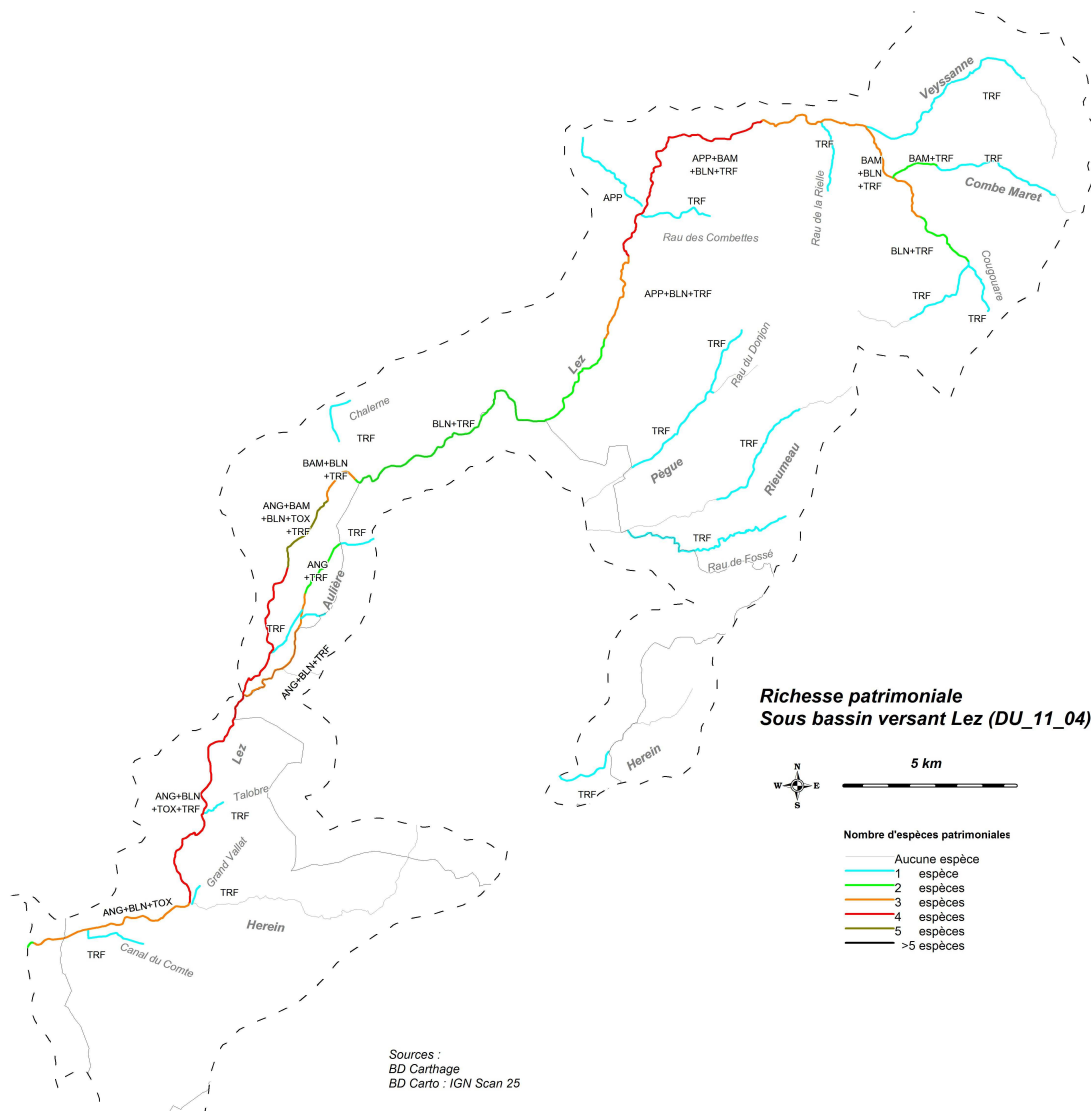 Veyssanne
TRF
TRF
APP+BAM
+BLN+TRF
BAM
+BLN
+TRF
BAM+TRF
TRF
Combe Maret
APP
TRF
Rau des Combettes
Rau de la Rielle
BLN+TRF
Cougouare
TRF
TRF
APP+BLN+TRF
Lez
TRF
Rau du Donjon
Chalerne
TRF
BLN+TRF
TRF
Pègue
TRF
Rieumeau
BAM+BLN
+TRF
ANG+BAM
+BLN+TOX
+TRF
TRF
ANG
+TRF
Aulière
TRF
Rau de Fossé
TRF
ANG+BLN+TRF
Richesse patrimoniale
Sous bassin versant Lez (DU_11_04)
Lez
Herein
TRF
N
W E
S
5 km
ANG+BLN
+TOX+TRF
Talobre
TRF
Grand Vallat
TRF
Nombre d'espèces patrimoniales
Aucune espèce
1 espèce
2 espèces
3 espèces
4 espèces
5 espèces
>5 espèces
ANG+BLN+TOX
Herein
TRF
Canal du Comte
Sources :
BD Carthage
BD Carto : IGN Scan 25